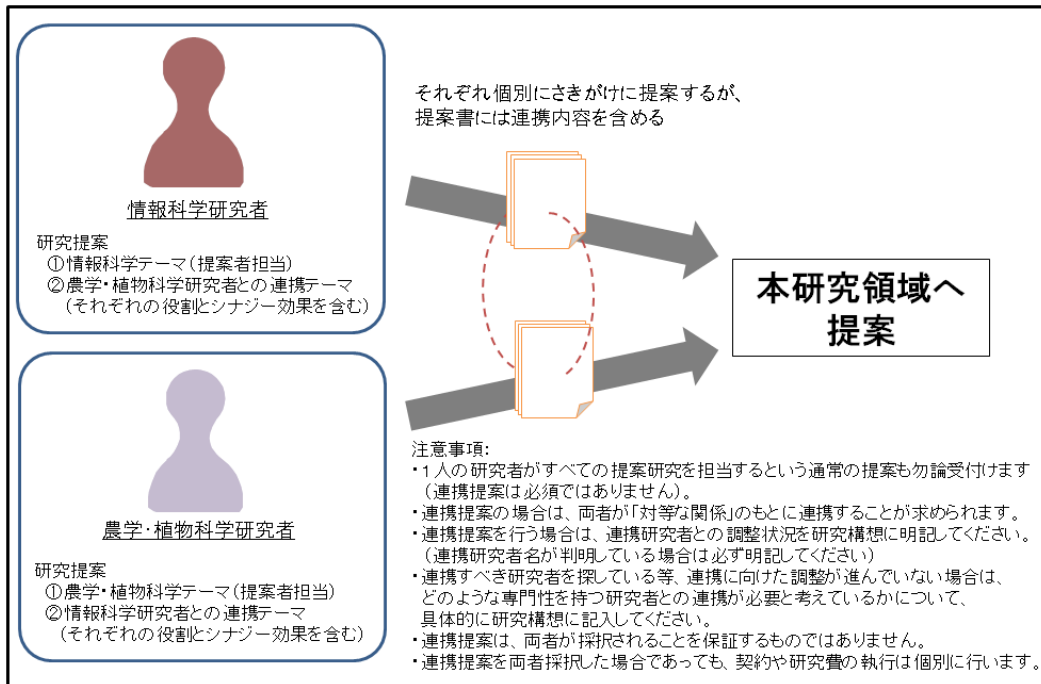 情報科学研究者
研究提案
①情報科学テーマ(提案者担当)
②農学・植物科学研究者との連携テーマ
(それぞれの役割とシナジー効果を含む)
農学・植物科学研究者
研究提案
①農学・植物科学テーマ(提案者担当)
②情報科学研究者との連携テーマ
(それぞれの役割とシナジー効果を含む)
それぞれ個別にさきがけに提案するが、
提案書には連携内容を含める
本研究領域へ
提案
注意事項:
・1人の研究者がすべての提案研究を担当するという通常の提案も勿論受付けます
(連携提案は必須ではありません)。
・連携提案の場合は、両者が「対等な関係」のもとに連携することが求められます。
・連携提案を行う場合は、連携研究者との調整状況を研究構想に明記してください。
(連携研究者名が判明している場合は必ず明記してください)
・連携すべき研究者を探している等、連携に向けた調整が進んでいない場合は、
どのような専門性を持つ研究者との連携が必要と考えているかについて、
具体的に研究構想に記入してください。
・連携提案は、両者が採択されることを保証するものではありません。
・連携提案を両者採択した場合であっても、契約や研究費の執行は個別に行います。